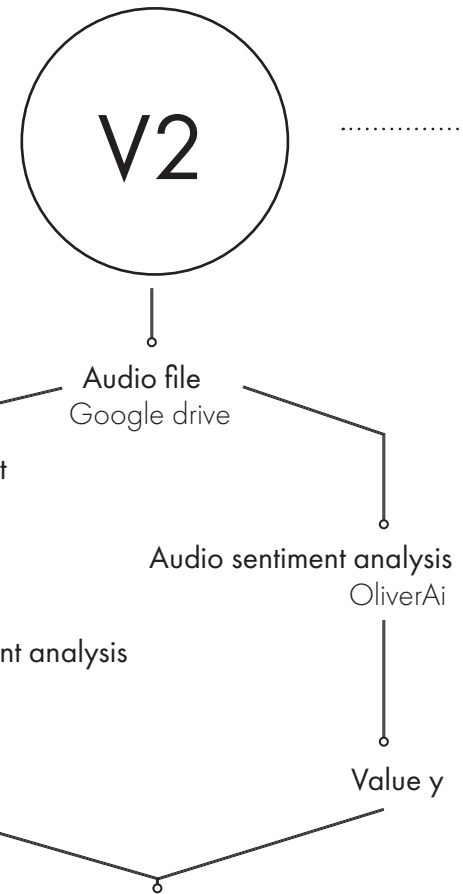 V2
Audio file
Google drive
t
Audio sentiment analysis
OliverAi
nt analysis
Value y